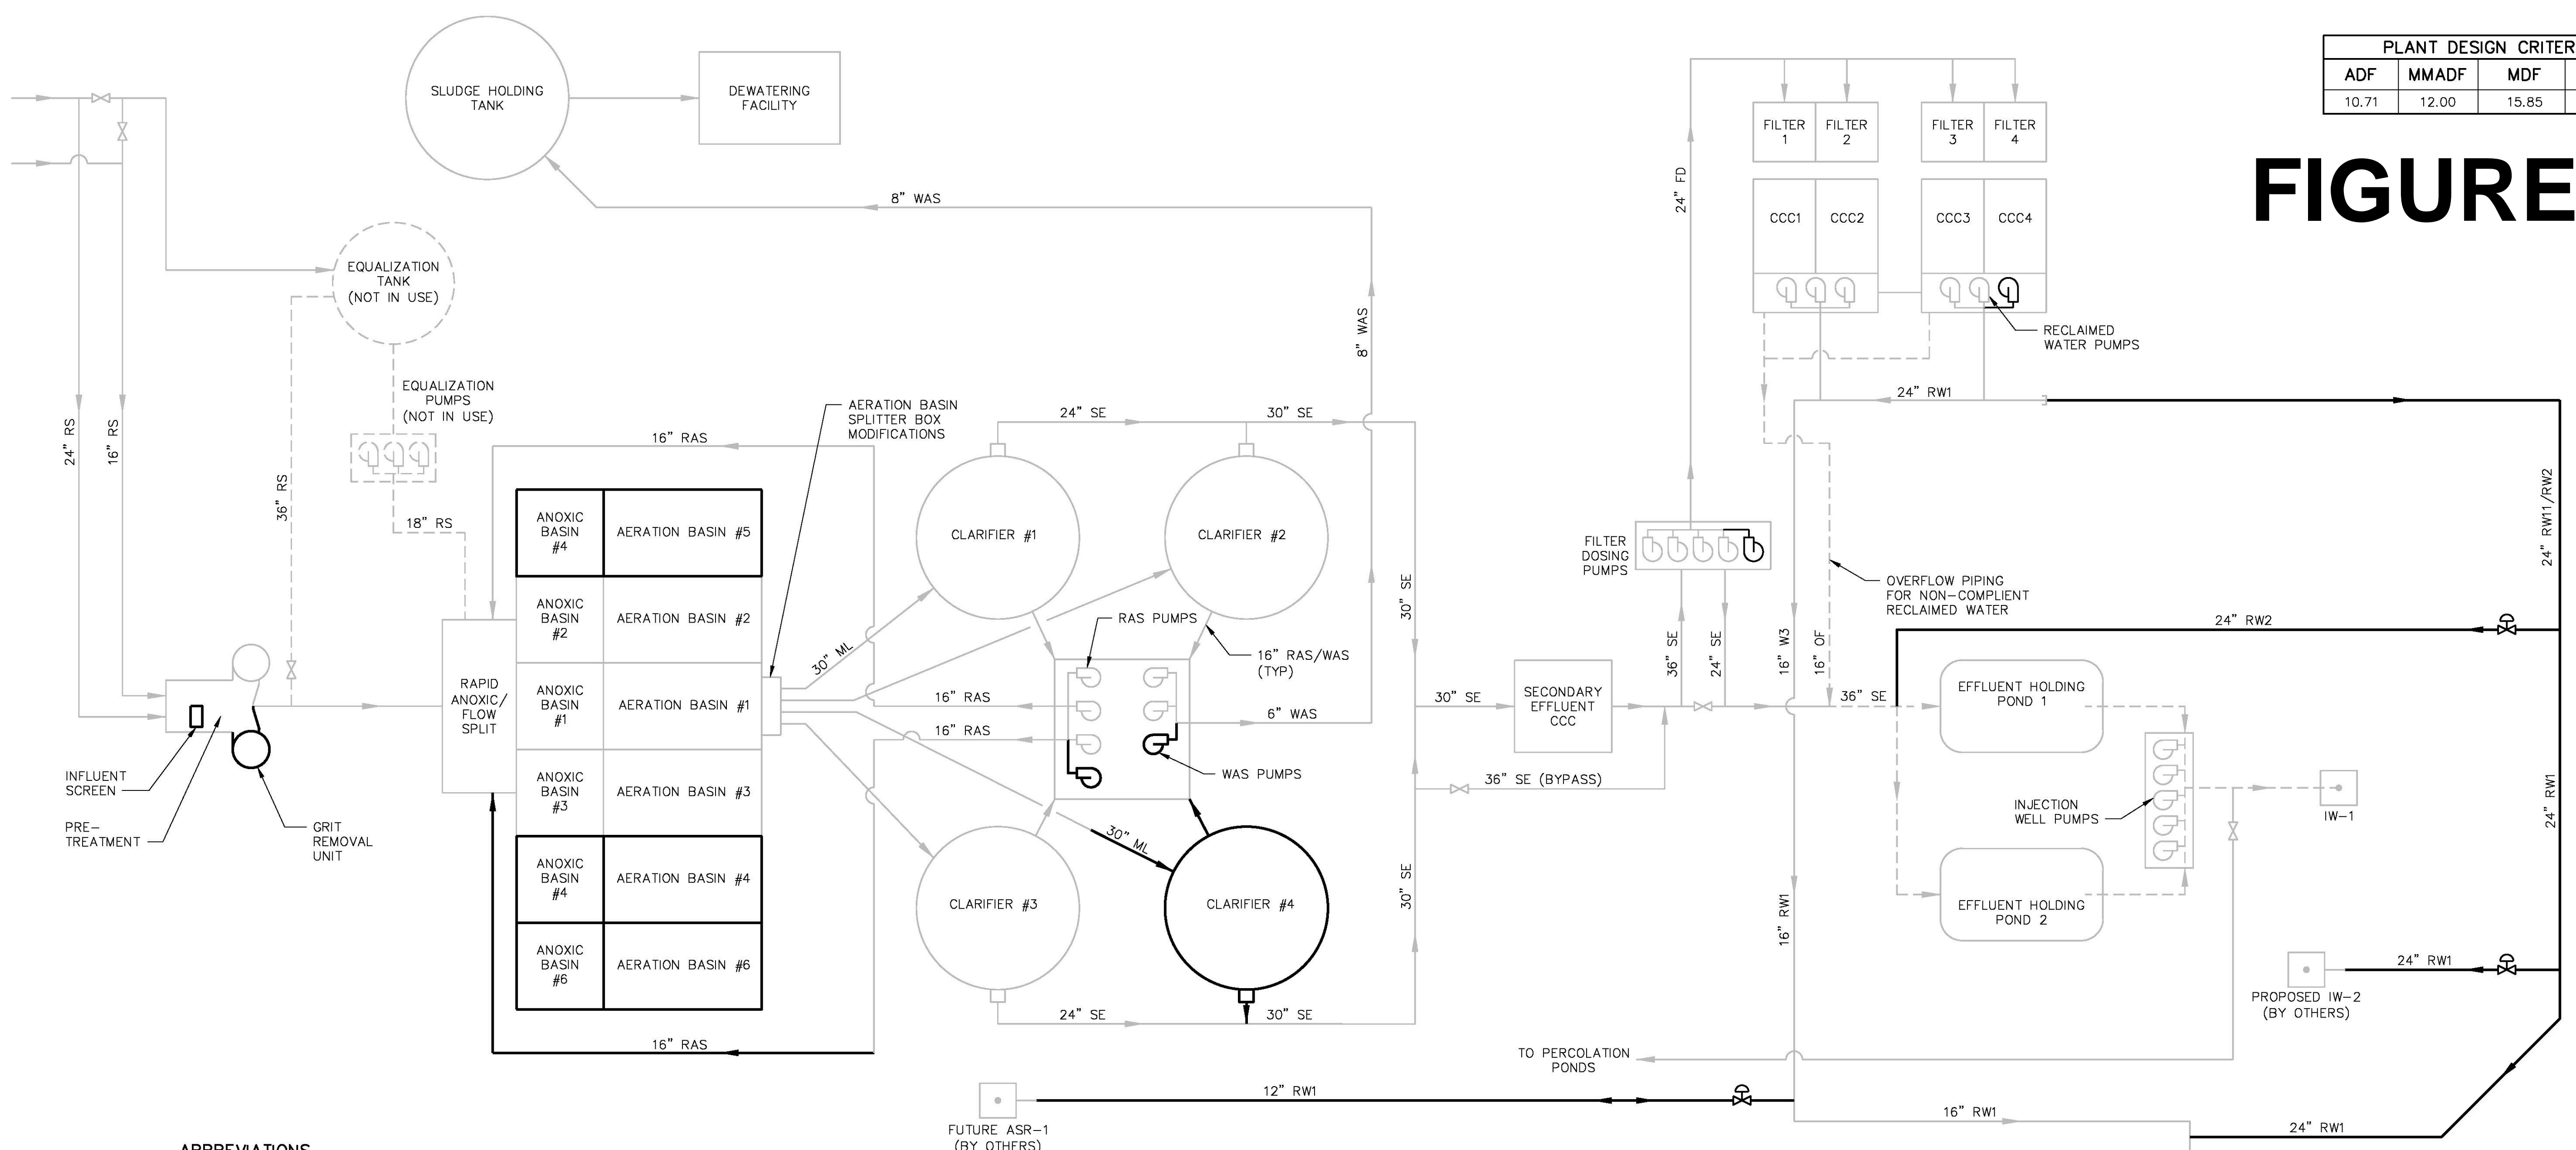 PLANT DESIGN CRITER
ADF MMADF MDF
10.71 12.00 15.85
FIGURE
SLUDGE HOLDING
TANK
DEWATERING
FACILITY
8” WAS
8” WAS
EQUALIZATION
TANK
(NOT IN USE)
EQUALIZATION
PUMPS
(NOT IN USE)
24” RS
16” RS
36” RS
18” RS
INFLUENT
SCREEN
PRE-
TREATMENT
GRIT
REMOVAL
UNIT
RAPID
ANOXIC/
FLOW
SPLIT
16” RAS
AERATION BASIN
SPLITTER BOX
MODIFICATIONS
ANOXIC
BASIN
#4
AERATION BASIN #5
ANOXIC
BASIN
#2
AERATION BASIN #2
ANOXIC
BASIN
#1
AERATION BASIN #1
ANOXIC
BASIN
#3
AERATION BASIN #3
ANOXIC
BASIN
#4
AERATION BASIN #4
ANOXIC
BASIN
#6
AERATION BASIN #6
16” RAS
30” ML
30” ML
24” SE
30” SE
CLARIFIER #1
CLARIFIER #2
RAS PUMPS
16” RAS/WAS
(TYP)
16” RAS
16” RAS
6” WAS
WAS PUMPS
CLARIFIER #3
CLARIFIER #4
24” SE
30” SE
30” SE
30” SE
30” SE
SECONDARY
EFFLUENT
CCC
36” SE (BYPASS)
FILTER
DOSING
PUMPS
36” SE
24” SE
24” FD
FILTER
1
FILTER
2
FILTER
3
FILTER
4
CCC1
CCC2
CCC3
CCC4
RECLAIMED
WATER PUMPS
24” RW1
16” W3
16” OF
OVERFLOW PIPING
FOR NON-COMPLIENT
RECLAIMED WATER
24” RW11/RW2
24” RW2
36” SE
EFFLUENT HOLDING
POND 1
EFFLUENT HOLDING
POND 2
INJECTION
WELL PUMPS
IW-1
24” RW1
24” RW1
PROPOSED IW-2
(BY OTHERS)
16” RW1
TO PERCOLATION
PONDS
12” RW1
FUTURE ASR-1
(BY OTHERS)
16” RW1
24” RW1
ABBREVIATIONS